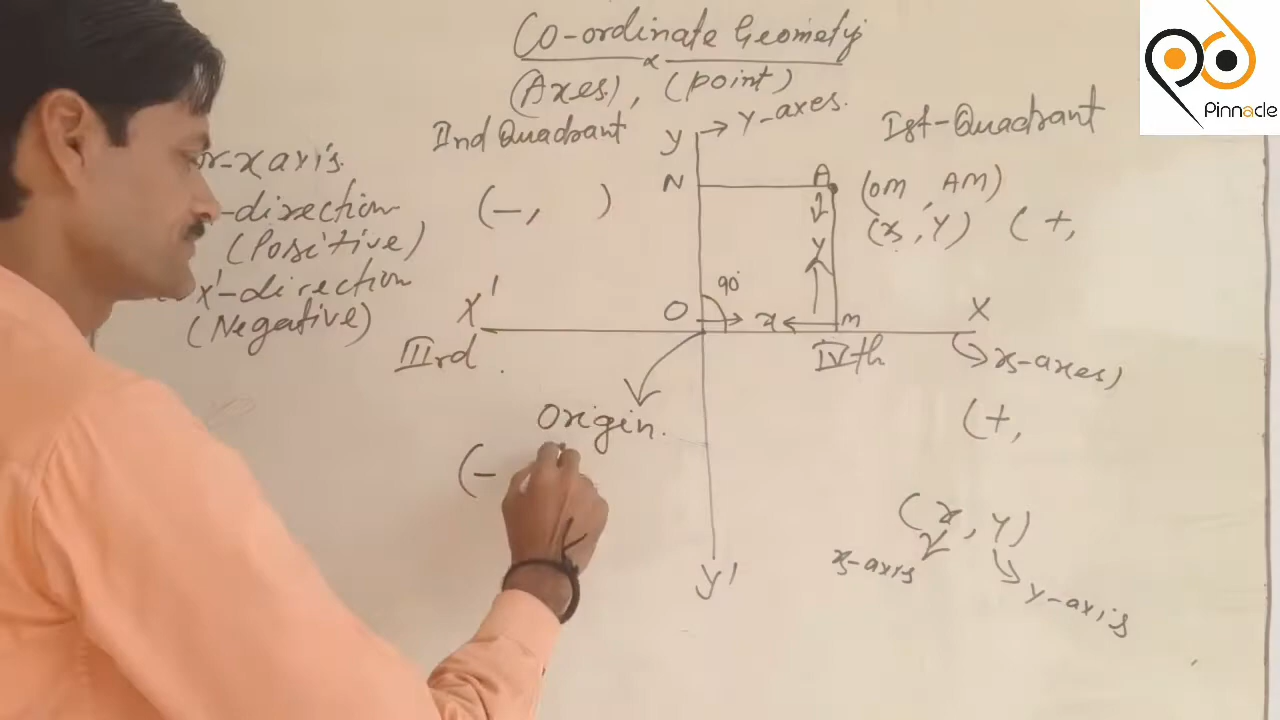 Co-ordinate Geometry
(Axes), (point)
Y → Y-axes.
IInd Quadrant
Ist-Quadrant
-x axis.
-direction
(Positive)
x'-direction
(Negative)
(-, )
N
A
(OM, AM)
(x, Y) (+,
Y
90°
O
x
M
X'
X
IIIrd
IVth
x-axes)
Origin.
(+,
(-
(x, Y)
x-axis
Y-axis
Y'
Pinnacle